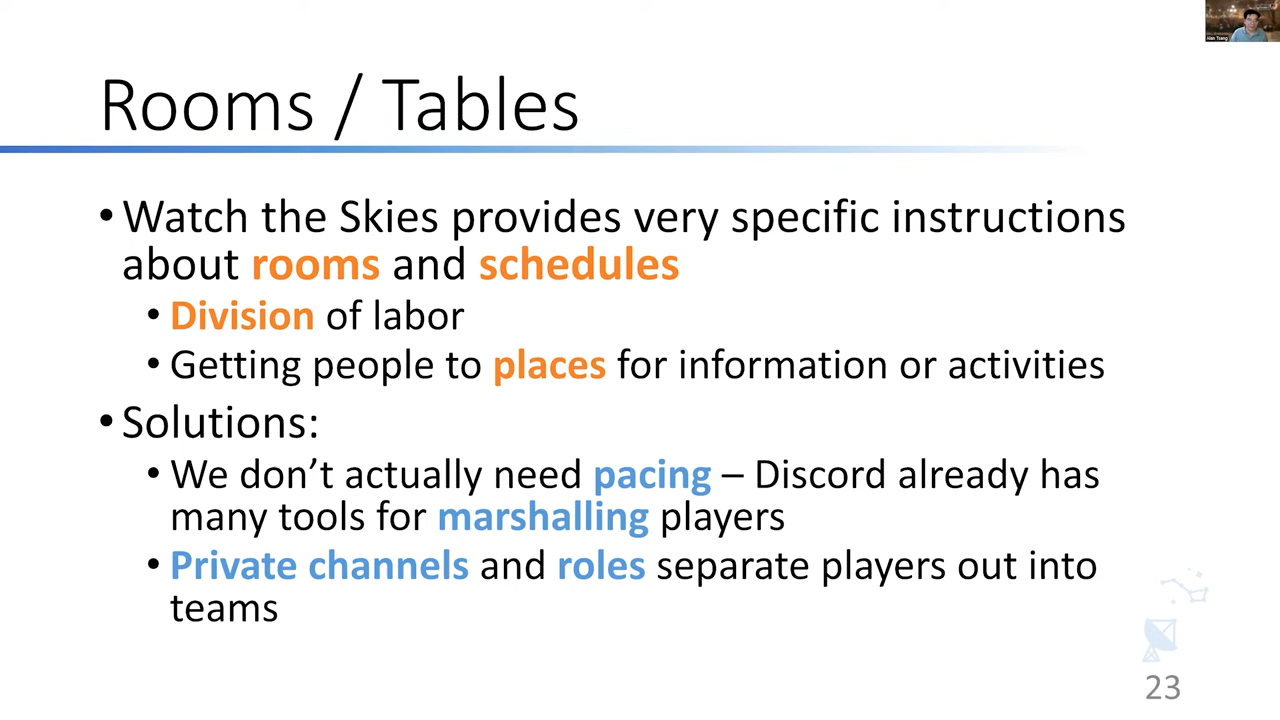 Rooms / Tables
• Watch the Skies provides very specific instructions
about rooms and schedules
• Division of labor
• Getting people to places for information or activities
• Solutions:
• We don’t actually need pacing – Discord already has
many tools for marshalling players
• Private channels and roles separate players out into
teams
23
Alan Tsang